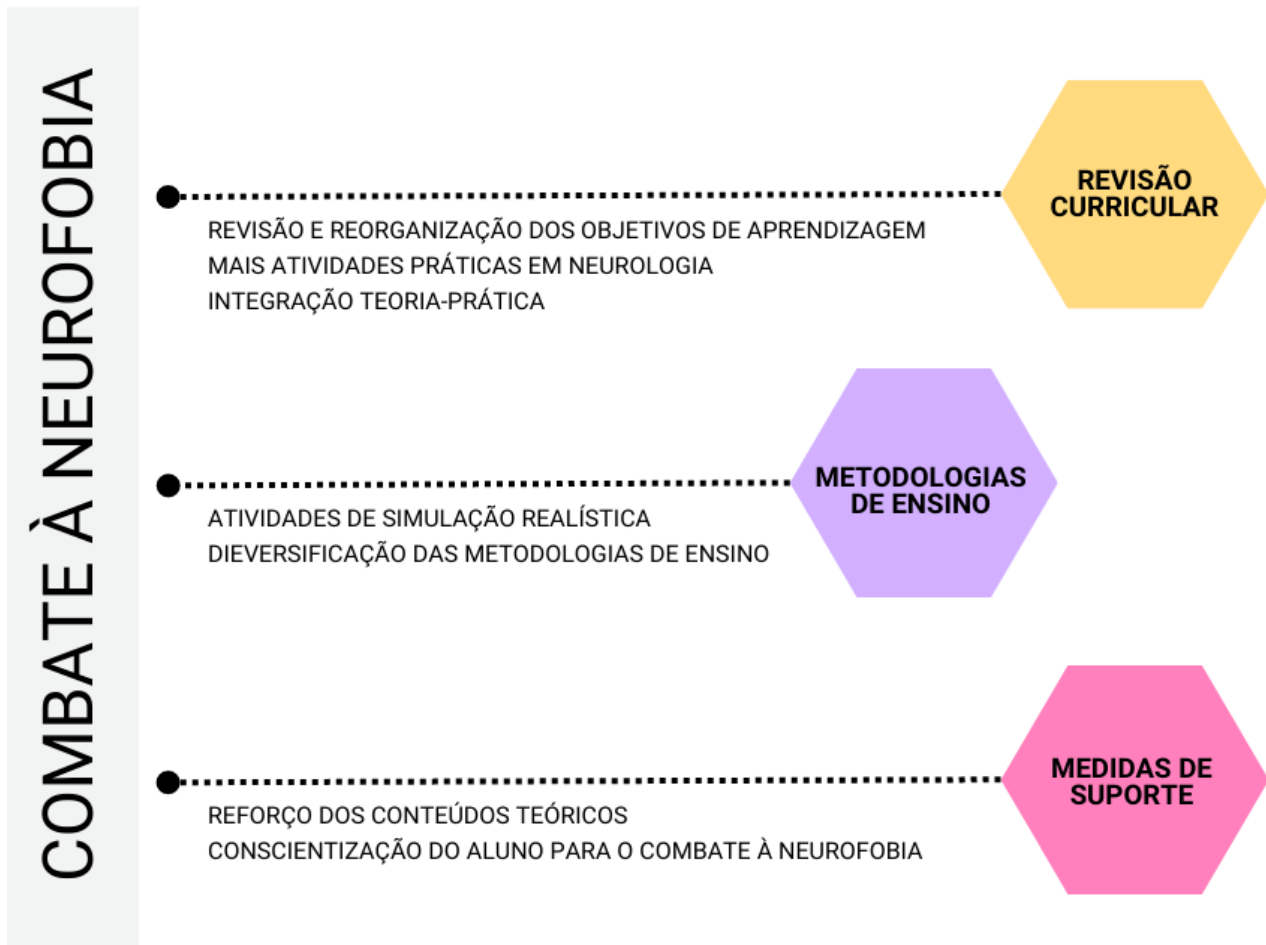 COMBATE À NEUROFOBIA
REVISÃO
CURRICULAR
REVISÃO E REORGANIZAÇÃO DOS OBJETIVOS DE APRENDIZAGEM
MAIS ATIVIDADES PRÁTICAS EM NEUROLOGIA
INTEGRAÇÃO TEORIA-PRÁTICA
METODOLOGIAS
DE ENSINO
ATIVIDADES DE SIMULAÇÃO REALÍSTICA
DIEVERSIFICAÇÃO DAS METODOLOGIAS DE ENSINO
MEDIDAS DE
SUPORTE
REFORÇO DOS CONTEÚDOS TEÓRICOS
CONSCIENTIZAÇÃO DO ALUNO PARA O COMBATE À NEUROFOBIA